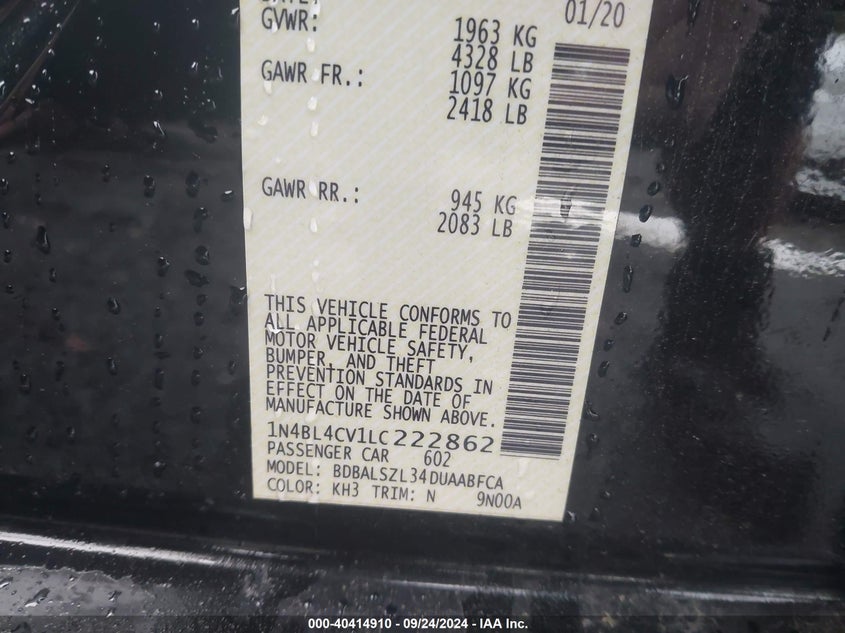 DATE: 01/20
GVWR: 1963 KG
4328 LB
GAWR FR.: 1097 KG
2418 LB
GAWR RR.: 945 KG
2083 LB
THIS VEHICLE CONFORMS TO
ALL APPLICABLE FEDERAL
MOTOR VEHICLE SAFETY,
BUMPER, AND THEFT
PREVENTION STANDARDS IN
EFFECT ON THE DATE OF
MANUFACTURE SHOWN ABOVE.
1N4BL4CV1LC222862
PASSENGER CAR 602
MODEL: BDBALSZL34DUAABFCA
COLOR: KH3 TRIM: N 9N00A
000-40414910 - 09/24/2024 - IAA Inc.